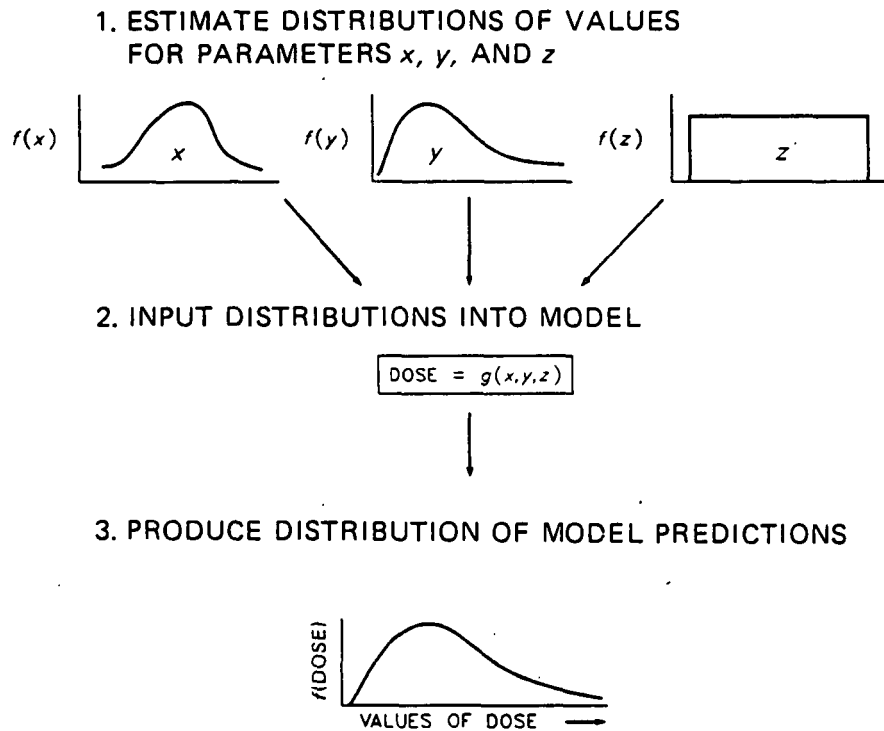 1. ESTIMATE DISTRIBUTIONS OF VALUES
FOR PARAMETERS x, y, AND z
f(x)
x
f(y)
y
f(z)
z
2. INPUT DISTRIBUTIONS INTO MODEL
DOSE = g(x,y,z)
3. PRODUCE DISTRIBUTION OF MODEL PREDICTIONS
f(DOSE)
VALUES OF DOSE